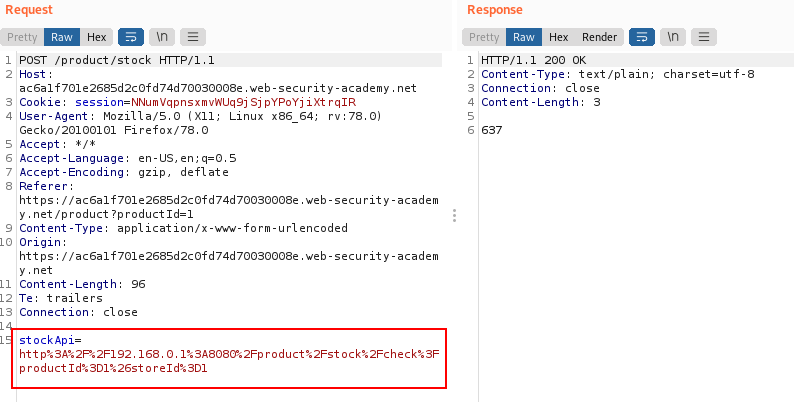 Request
Response
Pretty Raw Hex \n
Pretty Raw Hex Render \n
1 POST /product/stock HTTP/1.1
2 Host:
ac6a1f701e2685d2c0fd74d70030008e.web-security-academy.net
3 Cookie: session=NNumVqpnsxmvWUq9jSjpYPoYjiXtrqIR
4 User-Agent: Mozilla/5.0 (X11; Linux x86_64; rv:78.0)
Gecko/20100101 Firefox/78.0
5 Accept: */*
6 Accept-Language: en-US,en;q=0.5
7 Accept-Encoding: gzip, deflate
8 Referer:
https://ac6a1f701e2685d2c0fd74d70030008e.web-security-academ
y.net/product?productId=1
9 Content-Type: application/x-www-form-urlencoded
10 Origin:
https://ac6a1f701e2685d2c0fd74d70030008e.web-security-academ
y.net
11 Content-Length: 96
12 Te: trailers
13 Connection: close
14
15 stockApi=
http%3A%2F%2F192.168.0.1%3A8080%2Fproduct%2Fstock%2Fcheck%3F
productId%3D1%26storeId%3D1
1 HTTP/1.1 200 OK
2 Content-Type: text/plain; charset=utf-8
3 Connection: close
4 Content-Length: 3
5
6 637